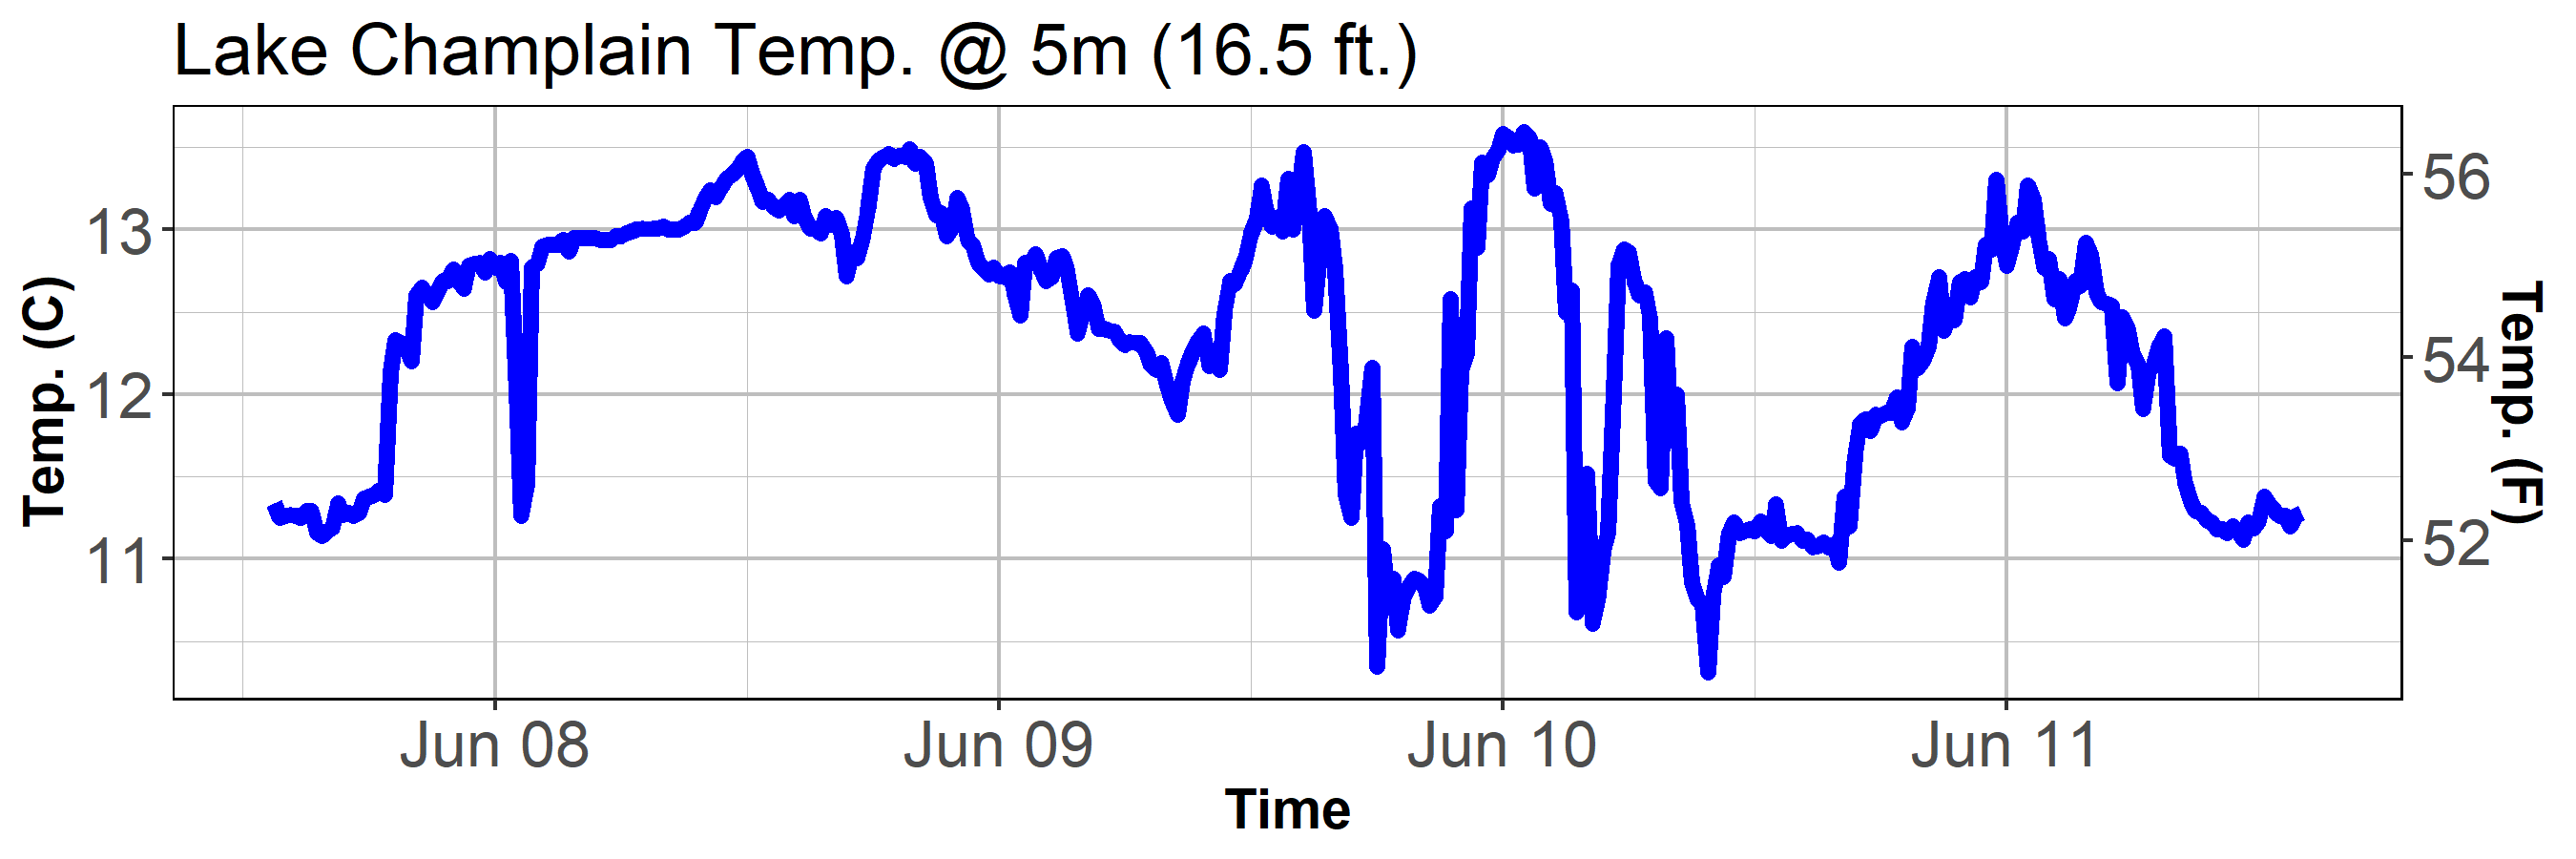 Lake Champlain Temp. @ 5m (16.5 ft.)
Temp. (C)
13
12
11
56
54
52
Temp. (F)
Jun 08 Jun 09 Jun 10 Jun 11
Time